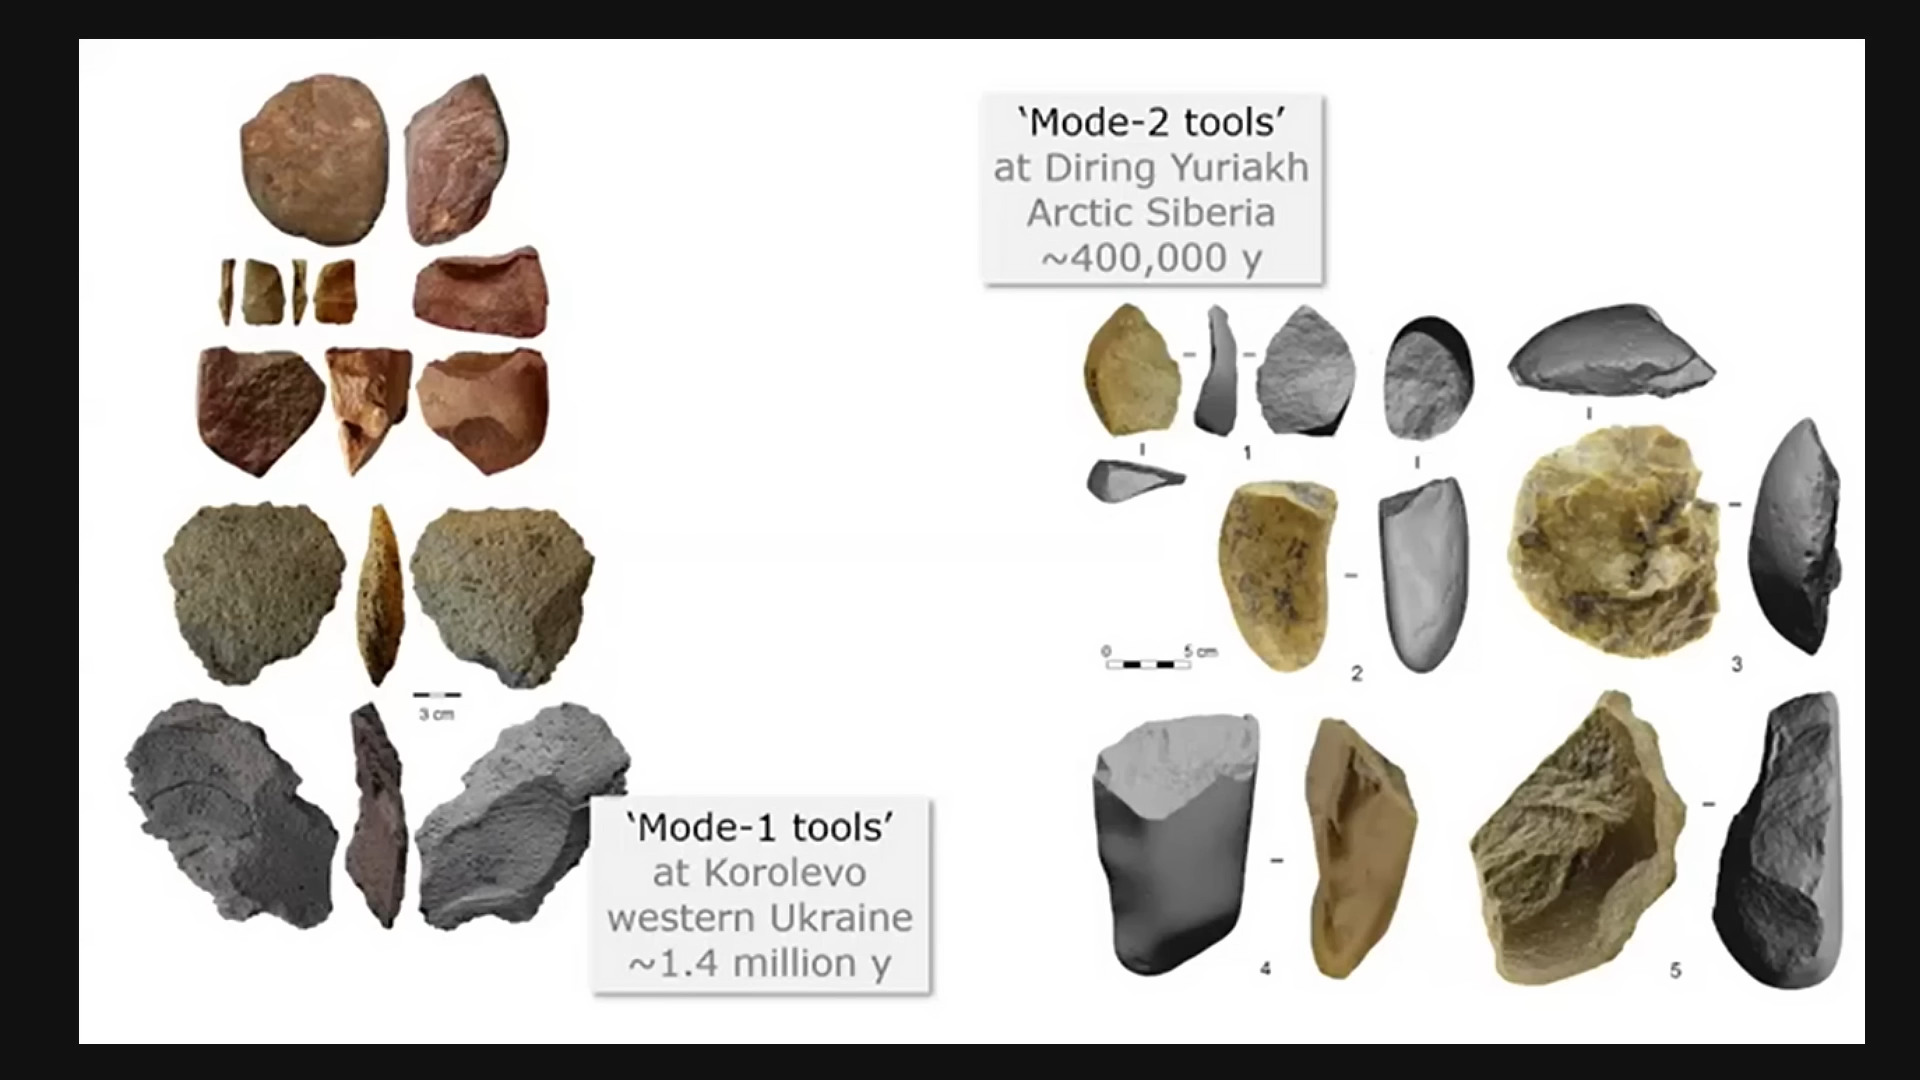 ‘Mode-2 tools’
at Diring Yuriakh
Arctic Siberia
~400,000 y
1
0 5 cm
2
3
3 cm
‘Mode-1 tools’
at Korolevo
western Ukraine
~1.4 million y
4
5